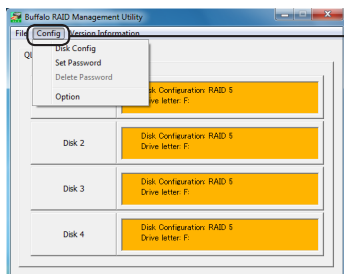 Buffalo RAID Management Utility
File Config Version Information
Disk Config
Set Password
Delete Password
Option
Disk Configuration: RAID 5
Drive letter: F:
Disk 2
Disk Configuration: RAID 5
Drive letter: F:
Disk 3
Disk Configuration: RAID 5
Drive letter: F:
Disk 4
Disk Configuration: RAID 5
Drive letter: F: